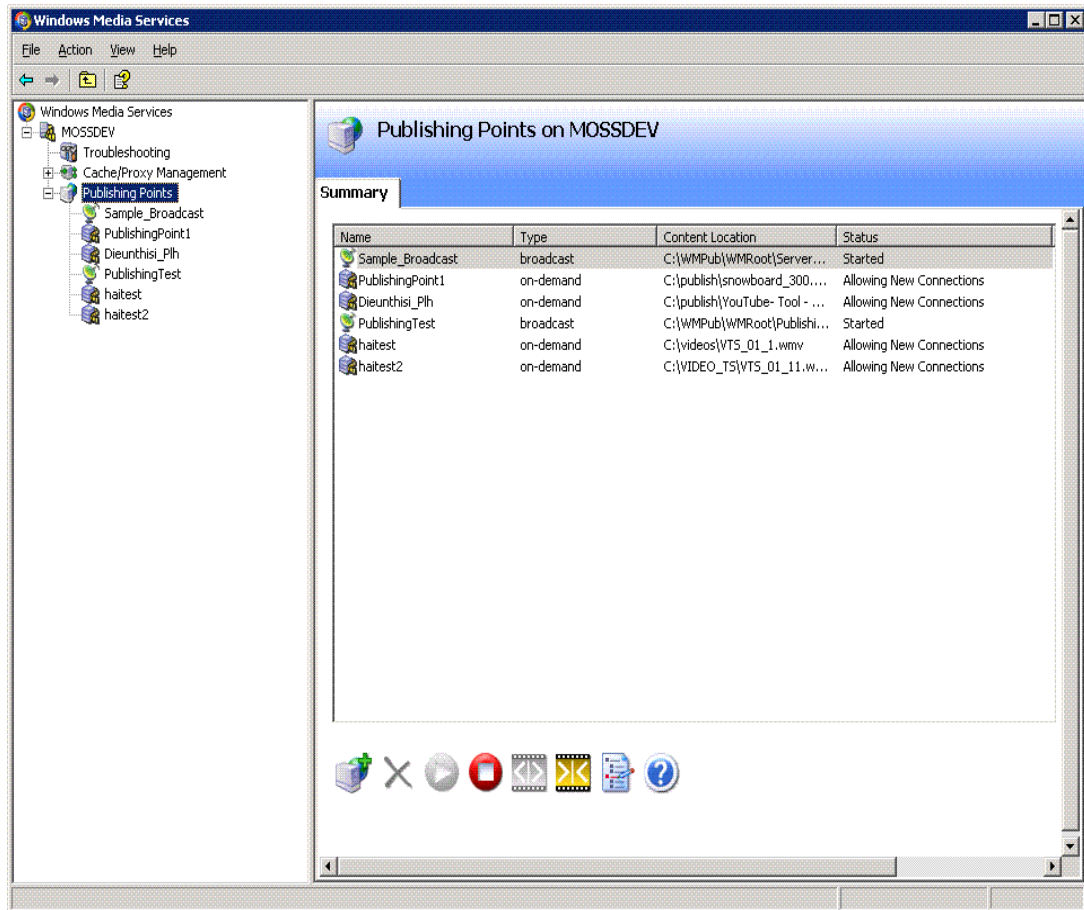 Windows Media Services
File Action View Help
Windows Media Services
MOSSDEV
Troubleshooting
Cache/Proxy Management
Publishing Points
Sample_Broadcast
PublishingPoint1
Dieunthisi_Plh
PublishingTest
haitest
haitest2
Publishing Points on MOSSDEV
Summary
Name Type Content Location Status
Sample_Broadcast broadcast C:\WMPub\WMRoot\Server... Started
PublishingPoint1 on-demand C:\publish\snowboard_300.... Allowing New Connections
Dieunthisi_Plh on-demand C:\publish\YouTube- Tool - ... Allowing New Connections
PublishingTest broadcast C:\WMPub\WMRoot\Publishi... Started
haitest on-demand C:\videos\VTS_01_1.wmv Allowing New Connections
haitest2 on-demand C:\VIDEO_TS\VTS_01_11.w... Allowing New Connections